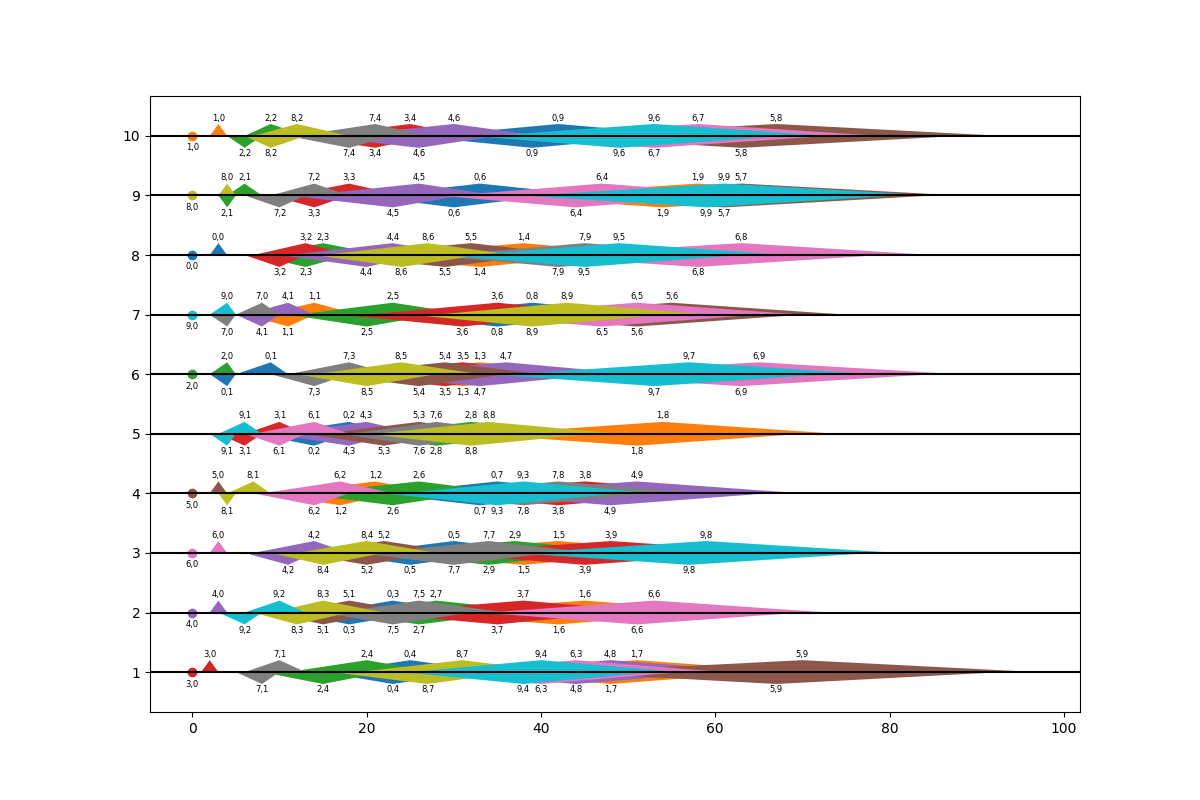 1,0 2,2 8,2 7,4 3,4 4,6 0,9 9,6 6,7 5,8
10
1,0 2,2 8,2 7,4 3,4 4,6 0,9 9,6 6,7 5,8
8,0 2,1 7,2 3,3 4,5 0,6 6,4 1,9 9,9 5,7
9
8,0 2,1 7,2 3,3 4,5 0,6 6,4 1,9 9,9 5,7
0,0 3,2 2,3 4,4 8,6 5,5 1,4 7,9 9,5 6,8
8
0,0 3,2 2,3 4,4 8,6 5,5 1,4 7,9 9,5 6,8
9,0 7,0 4,1 1,1 2,5 3,6 0,8 8,9 6,5 5,6
7
9,0 7,0 4,1 1,1 2,5 3,6 0,8 8,9 6,5 5,6
2,0 0,1 7,3 8,5 5,4 3,5 1,3 4,7 9,7 6,9
6
2,0 0,1 7,3 8,5 5,4 3,5 1,3 4,7 9,7 6,9
9,1 3,1 6,1 0,2 4,3 5,3 7,6 2,8 8,8 1,8
5
9,1 3,1 6,1 0,2 4,3 5,3 7,6 2,8 8,8 1,8
5,0 8,1 6,2 1,2 2,6 0,7 9,3 7,8 3,8 4,9
4
5,0 8,1 6,2 1,2 2,6 0,7 9,3 7,8 3,8 4,9
6,0 4,2 8,4 5,2 0,5 7,7 2,9 1,5 3,9 9,8
3
6,0 4,2 8,4 5,2 0,5 7,7 2,9 1,5 3,9 9,8
4,0 9,2 8,3 5,1 0,3 7,5 2,7 3,7 1,6 6,6
2
4,0 9,2 8,3 5,1 0,3 7,5 2,7 3,7 1,6 6,6
3,0 7,1 2,4 0,4 8,7 9,4 6,3 4,8 1,7 5,9
1
3,0 7,1 2,4 0,4 8,7 9,4 6,3 4,8 1,7 5,9
0 20 40 60 80 100